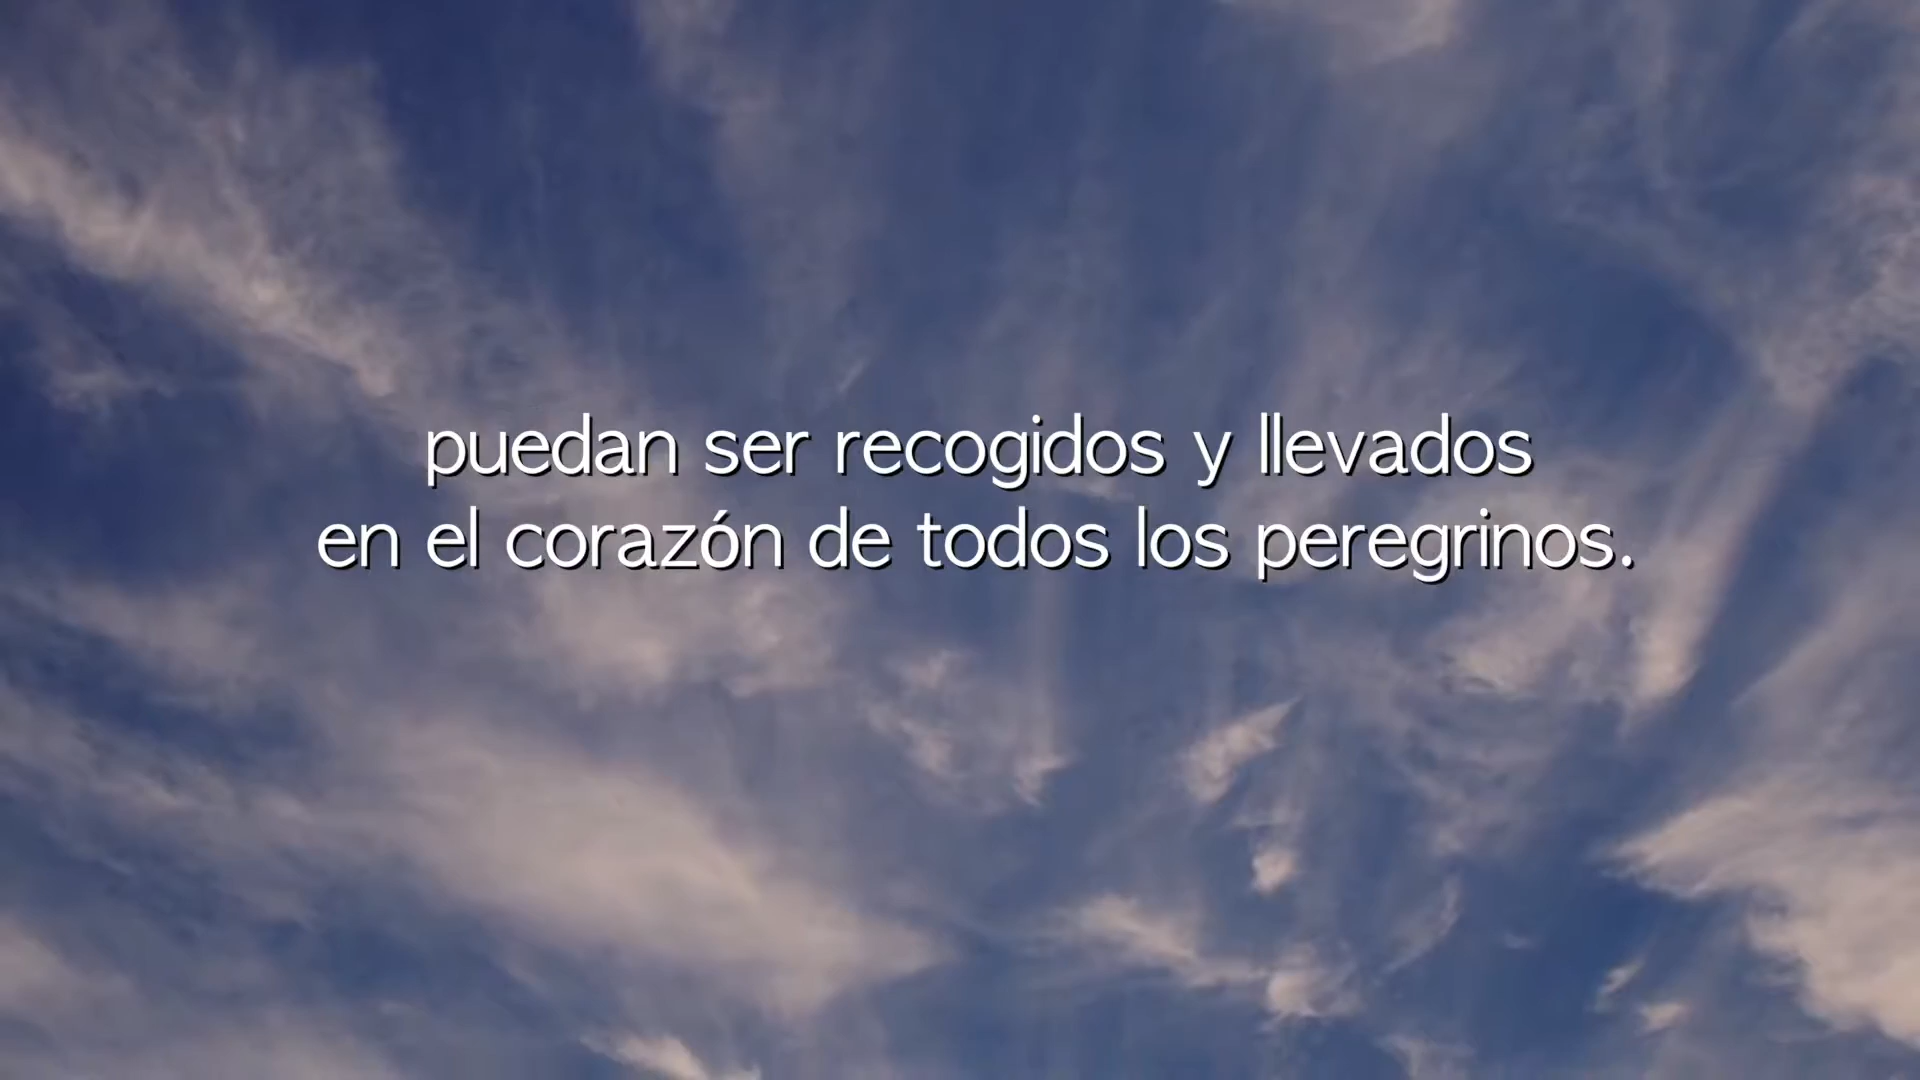 puedan ser recogidos y llevados
en el corazón de todos los peregrinos.